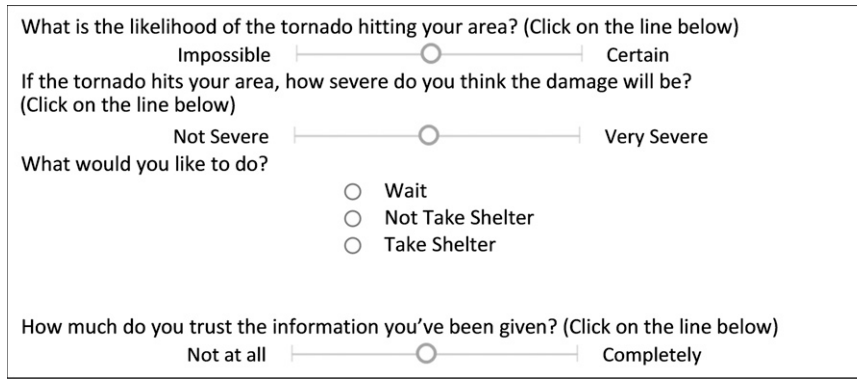 What is the likelihood of the tornado hitting your area? (Click on the line below)
Impossible Certain
If the tornado hits your area, how severe do you think the damage will be?
(Click on the line below)
Not Severe Very Severe
What would you like to do?
Wait
Not Take Shelter
Take Shelter
How much do you trust the information you’ve been given? (Click on the line below)
Not at all Completely